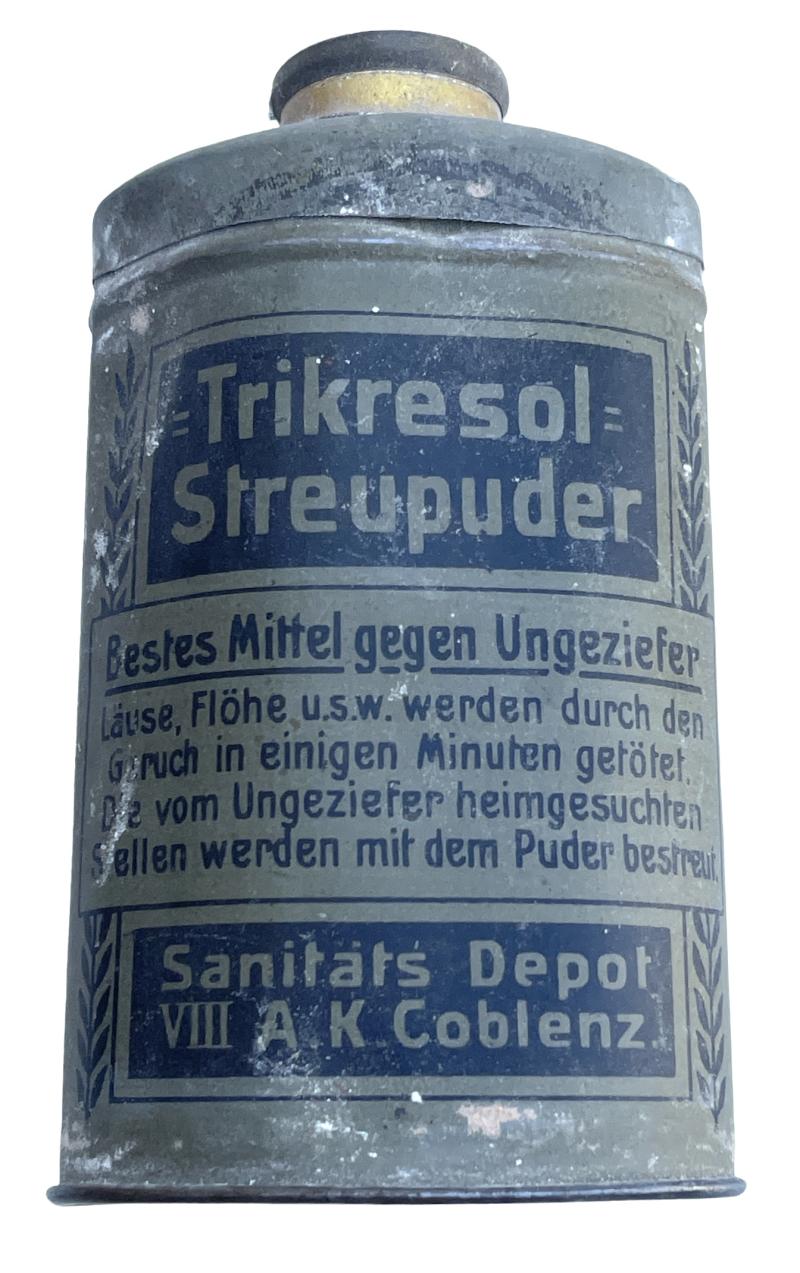 =Trikresol=
Streupuder
Bestes Mittel gegen Ungeziefer
Läuse, Flöhe u.s.w. werden durch den
Geruch in einigen Minuten getötet.
Die vom Ungeziefer heimgesuchten
Stellen werden mit dem Puder bestreut.
Sanitäts Depot
VIII A.K. Coblenz.